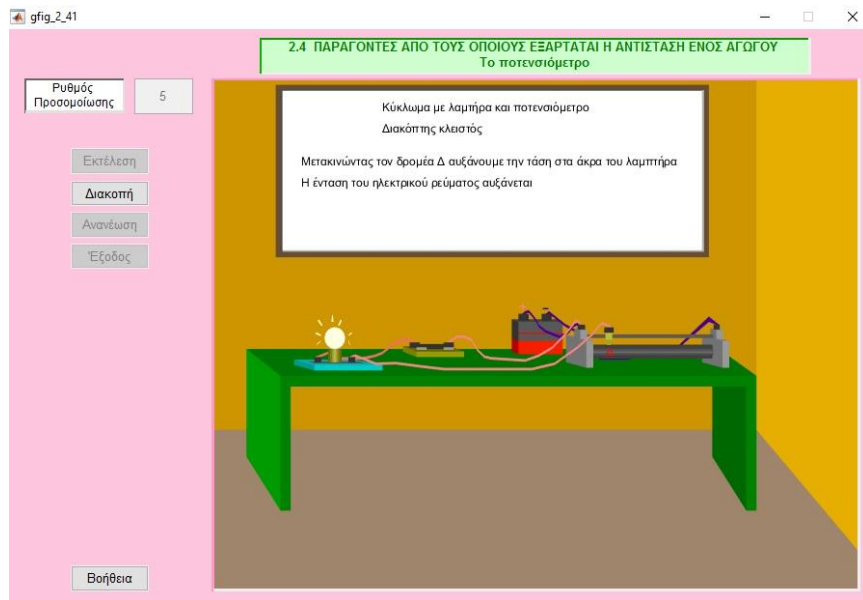 gfig_2_41
2.4 ΠΑΡΑΓΟΝΤΕΣ ΑΠΟ ΤΟΥΣ ΟΠΟΙΟΥΣ ΕΞΑΡΤΑΤΑΙ Η ΑΝΤΙΣΤΑΣΗ ΕΝΟΣ ΑΓΩΓΟΥ
Το ποτενσιόμετρο
Ρυθμός
Προσομοίωσης
5
Κύκλωμα με λαμτήρα και ποτενσιόμετρο
Διακόπτης κλειστός
Μετακινώντας τον δρομέα Δ αυξάνουμε την τάση στα άκρα του λαμπτήρα
Η ένταση του ηλεκτρικού ρεύματος αυξάνεται
Εκτέλεση
Διακοπή
Ανανέωση
Έξοδος
Βοήθεια